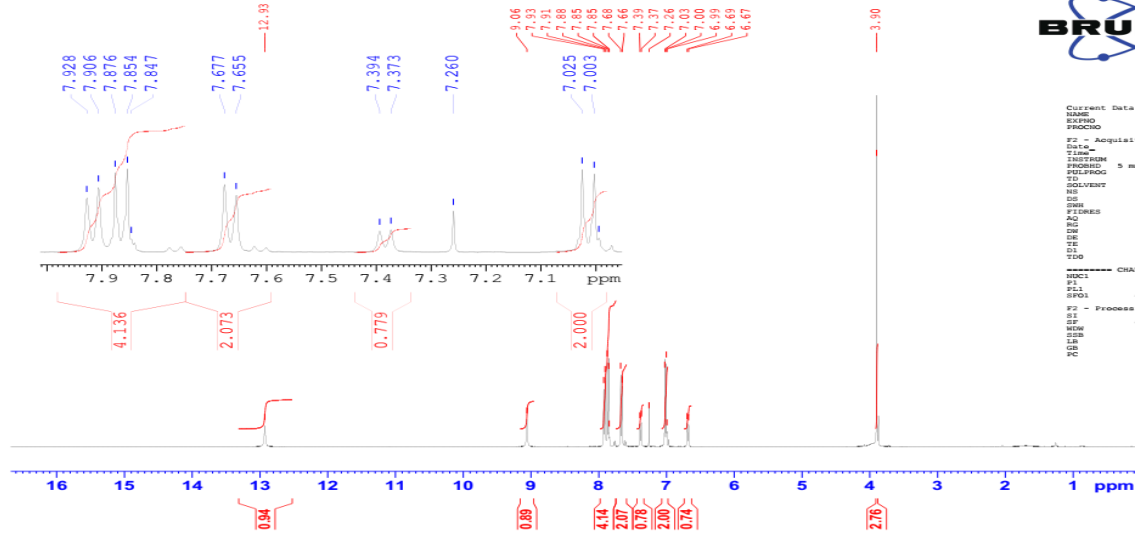 12.93
9.06
7.93
7.91
7.88
7.85
7.85
7.68
7.66
7.39
7.37
7.26
7.03
7.00
6.99
6.69
6.67
3.90
BRU
7.928
7.906
7.876
7.854
7.847
7.677
7.655
7.394
7.373
7.260
7.025
7.003
Current Data
NAME
EXPNO
PROCNO
F2 - Acquisi
Date_
Time
INSTRUM
PROBHD 5 m
PULPROG
TD
SOLVENT
NS
DS
SWH
FIDRES
AQ
RG
DW
DE
TE
D1
TD0
======== CHA
NUC1
P1
PL1
SFO1
F2 - Process
SI
SF
WDW
SSB
LB
GB
PC
7.9 7.8 7.7 7.6 7.5 7.4 7.3 7.2 7.1 ppm
4.136
2.073
0.779
2.000
16 15 14 13 12 11 10 9 8 7 6 5 4 3 2 1 ppm
0.94
0.89
4.14
2.07
0.78
2.00
0.74
2.76